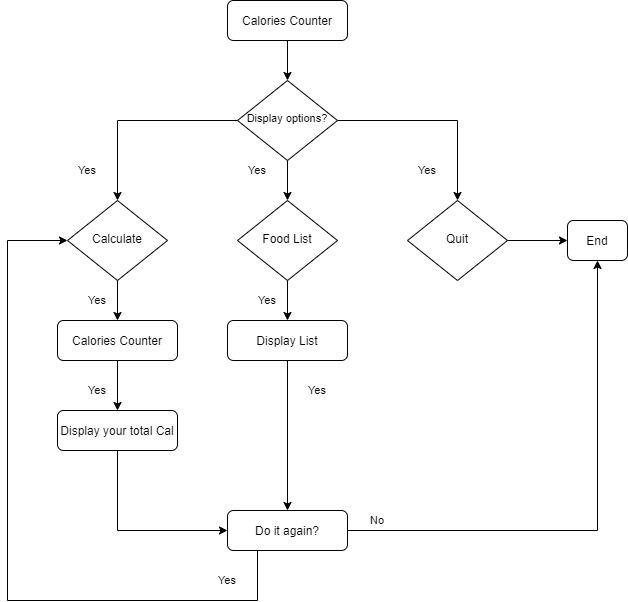 Calories Counter
Display options?
Yes
Yes
Yes
Calculate
Food List
Quit
End
Yes
Yes
Calories Counter
Display List
Yes
Yes
Display your total Cal
Do it again?
No
Yes